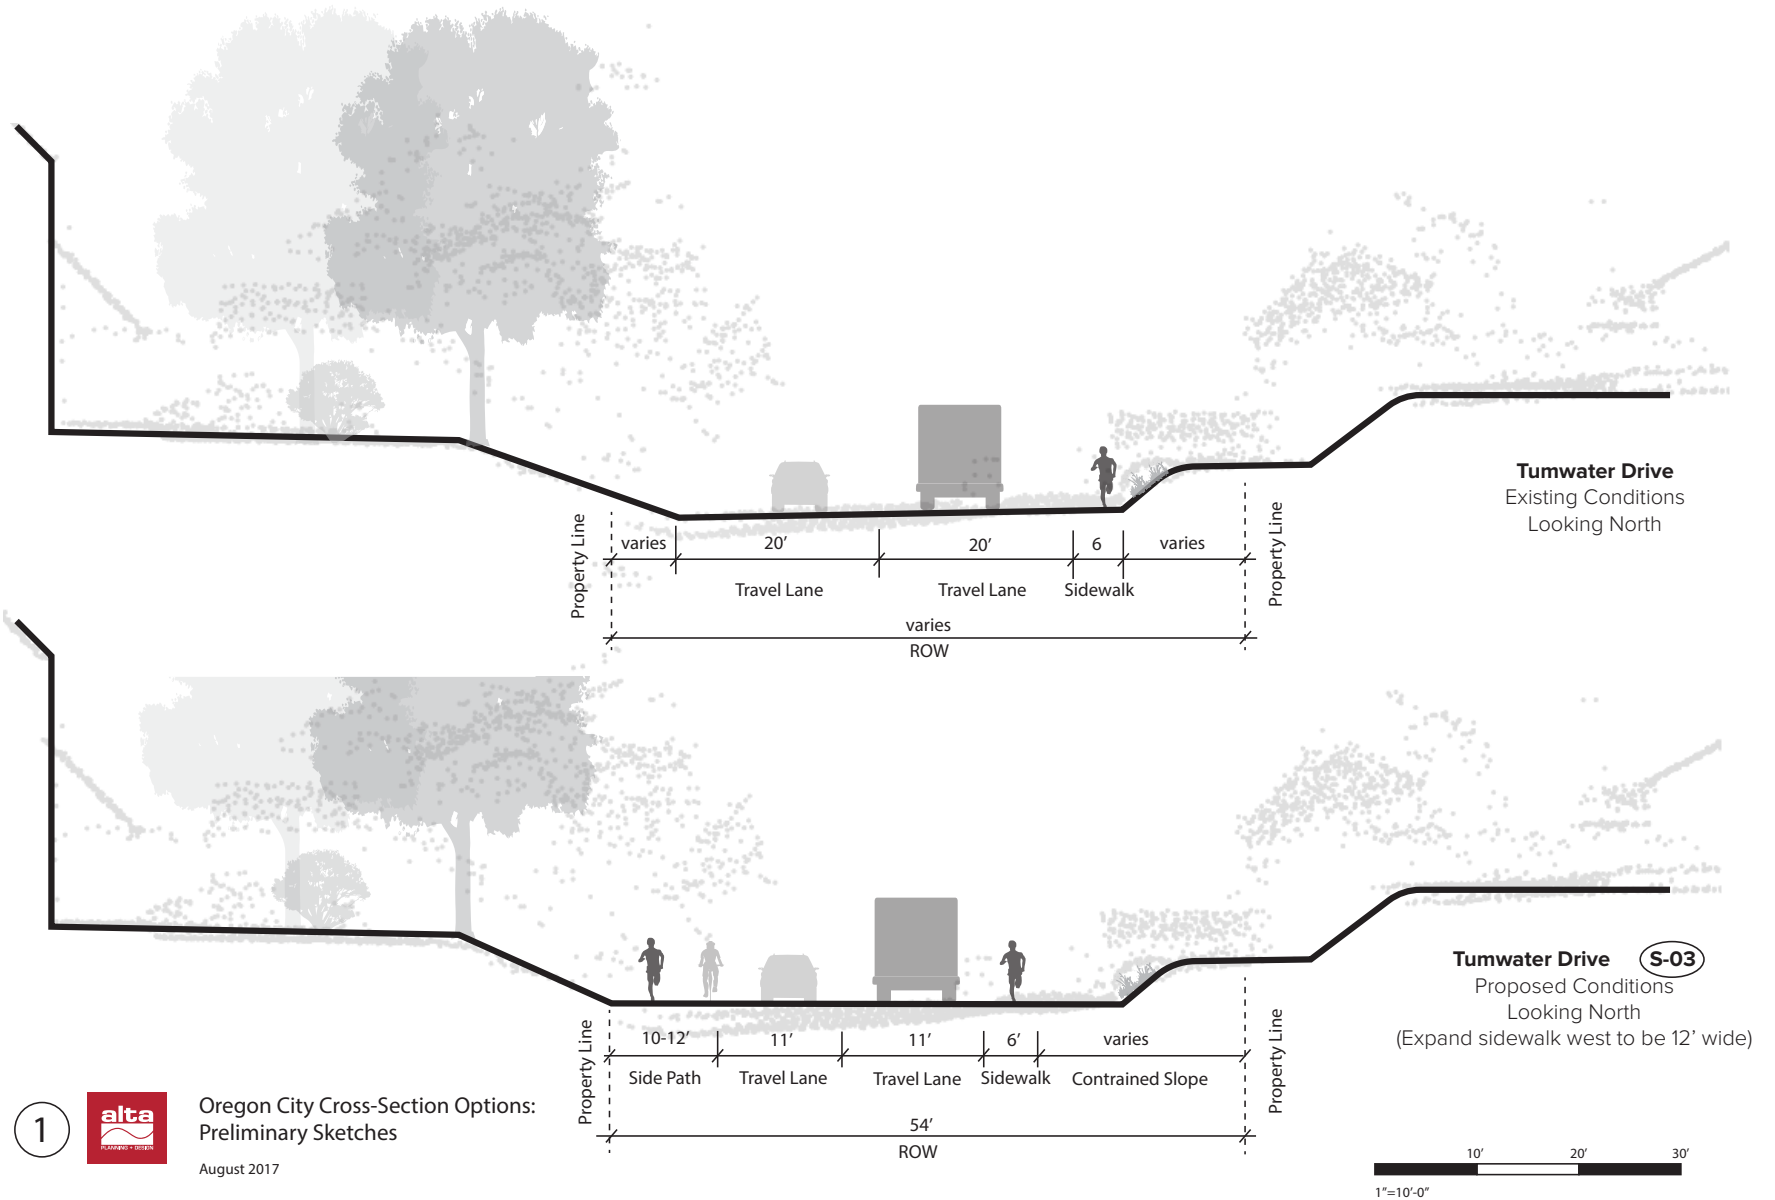 Tumwater Drive
Existing Conditions
Looking North
Property Line
varies
20’
20’
6
varies
Property Line
Travel Lane
Travel Lane
Sidewalk
varies
ROW
Tumwater Drive S-03
Proposed Conditions
Looking North
(Expand sidewalk west to be 12’ wide)
Property Line
10-12’
11’
11’
6’
varies
Property Line
Side Path
Travel Lane
Travel Lane
Sidewalk
Contrained Slope
54’
ROW
1
alta
PLANNING + DESIGN
Oregon City Cross-Section Options:
Preliminary Sketches
August 2017
10’
20’
30’
1”=10’-0”